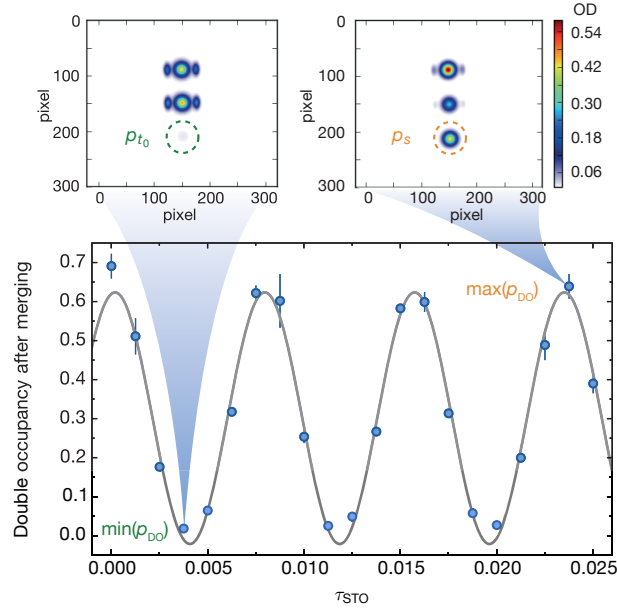 OD
0
100
200
300
pixel
p_t₀
0 100 200 300
pixel
0
100
200
300
pixel
p_s
0 100 200 300
pixel
0.54
0.42
0.30
0.18
0.06
Double occupancy after merging
0.7
0.6
0.5
0.4
0.3
0.2
0.1
0.0
max(p_DO)
min(p_DO)
0.000 0.005 0.010 0.015 0.020 0.025
τ_STO